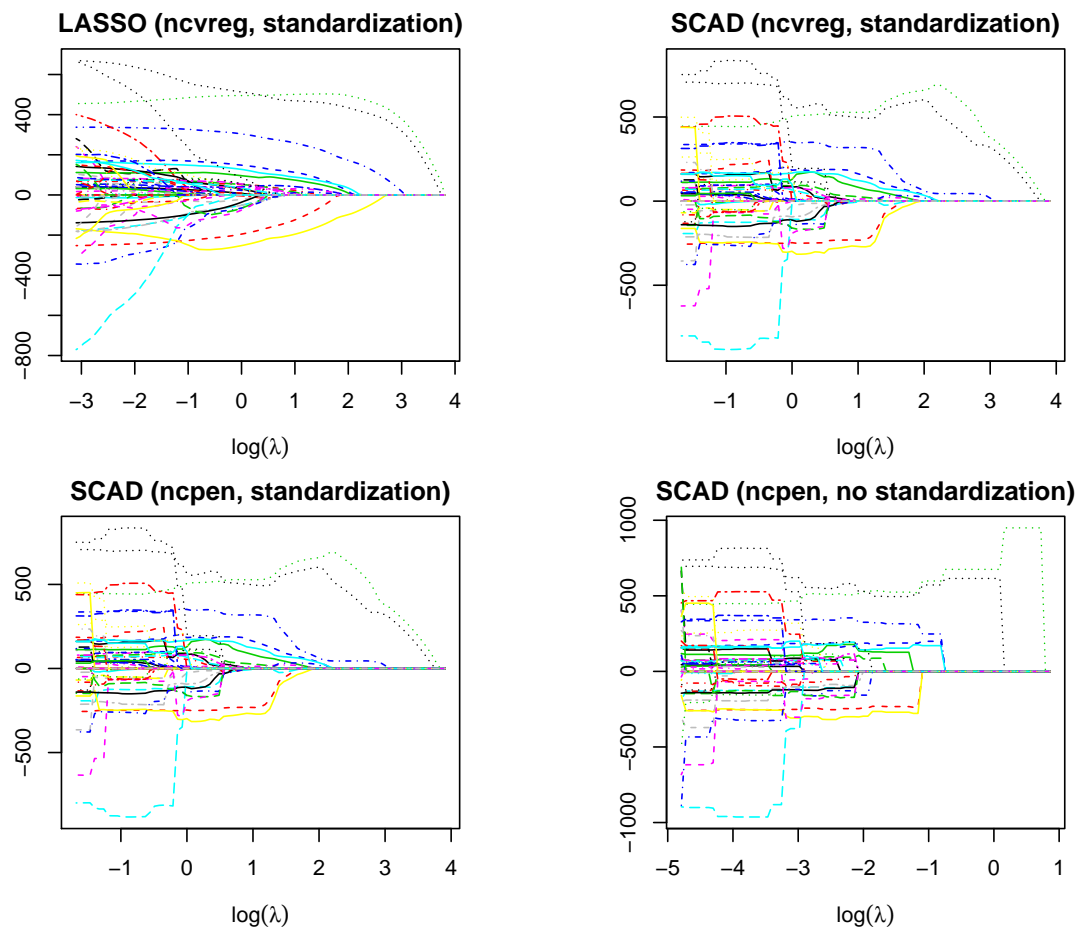 LASSO (ncvreg, standardization)
400
0
−400
−800
−3 −2 −1 0 1 2 3 4
log(λ)
SCAD (ncvreg, standardization)
500
0
−500
−1 0 1 2 3 4
log(λ)
SCAD (ncpen, standardization)
500
0
−500
−1 0 1 2 3 4
log(λ)
SCAD (ncpen, no standardization)
1000
500
0
−500
−1000
−5 −4 −3 −2 −1 0 1
log(λ)